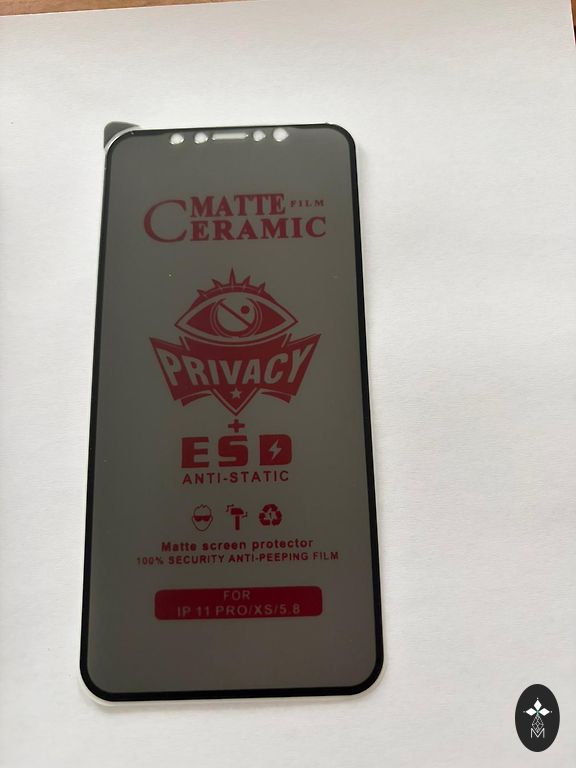 MATTE FILM
CERAMIC
PRIVACY
+
ESD
ANTI-STATIC
Matte screen protector
100% SECURITY ANTI-PEEPING FILM
FOR
IP 11 PRO/XS/5.8
M